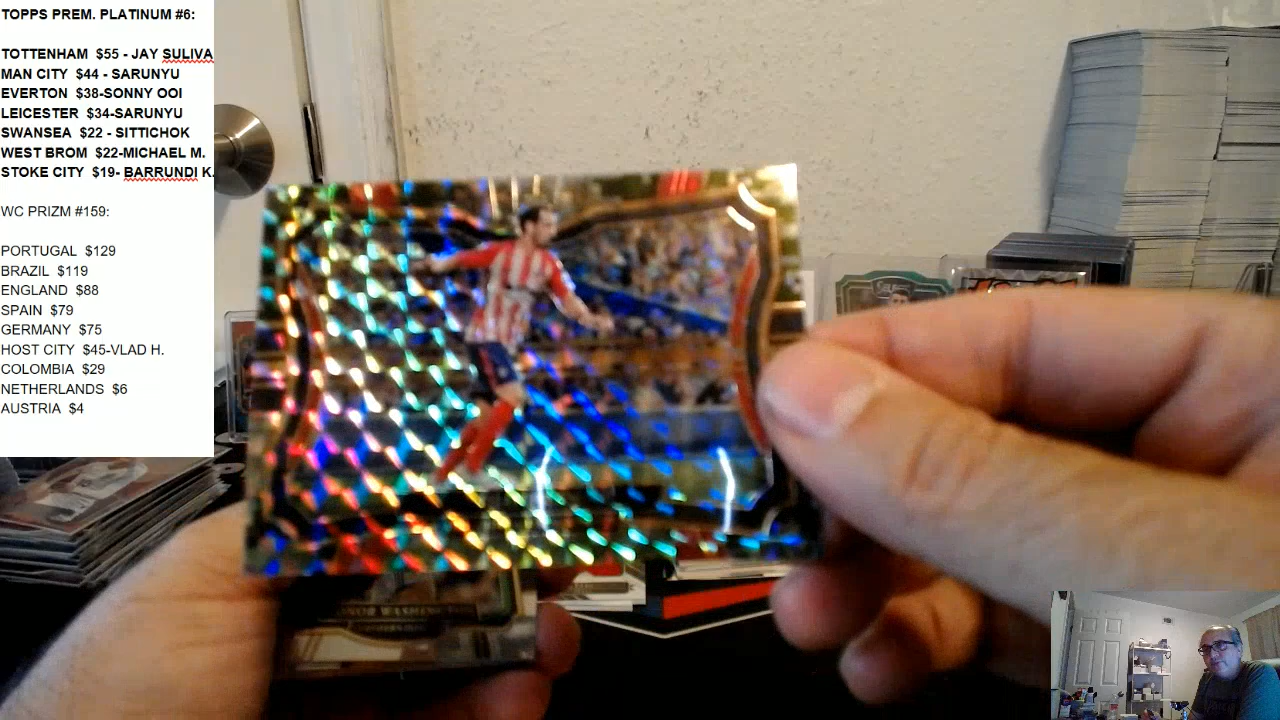 TOPPS PREM. PLATINUM #6:
TOTTENHAM $55 - JAY SULIVA
MAN CITY $44 - SARUNYU
EVERTON $38-SONNY OOI
LEICESTER $34-SARUNYU
SWANSEA $22 - SITTICHOK
WEST BROM $22-MICHAEL M.
STOKE CITY $19- BARRUNDI K.
WC PRIZM #159:
PORTUGAL $129
BRAZIL $119
ENGLAND $88
SPAIN $79
GERMANY $75
HOST CITY $45-VLAD H.
COLOMBIA $29
NETHERLANDS $6
AUSTRIA $4
WASHINGTON